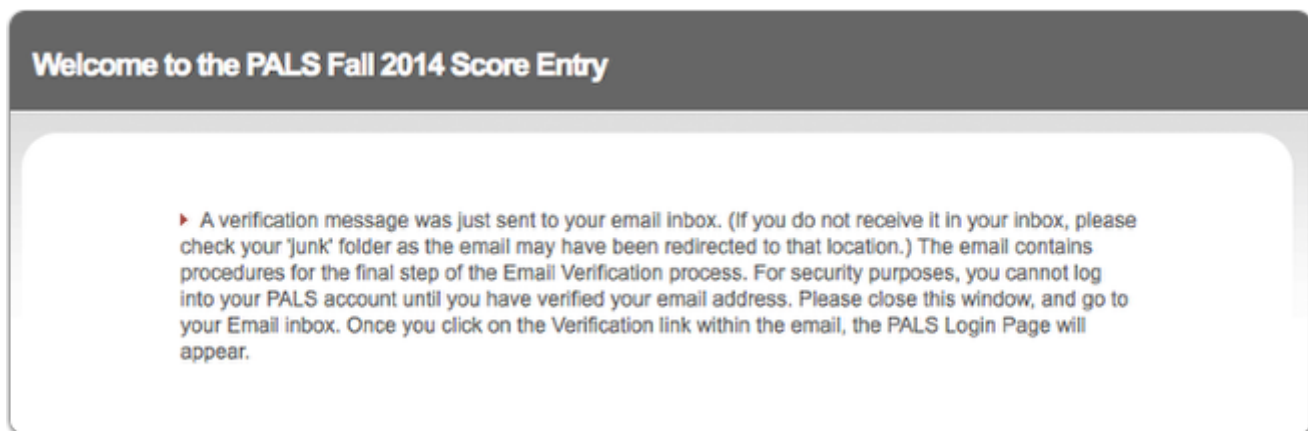 Welcome to the PALS Fall 2014 Score Entry
A verification message was just sent to your email inbox. (If you do not receive it in your inbox, please
check your 'junk' folder as the email may have been redirected to that location.) The email contains
procedures for the final step of the Email Verification process. For security purposes, you cannot log
into your PALS account until you have verified your email address. Please close this window, and go to
your Email inbox. Once you click on the Verification link within the email, the PALS Login Page will
appear.